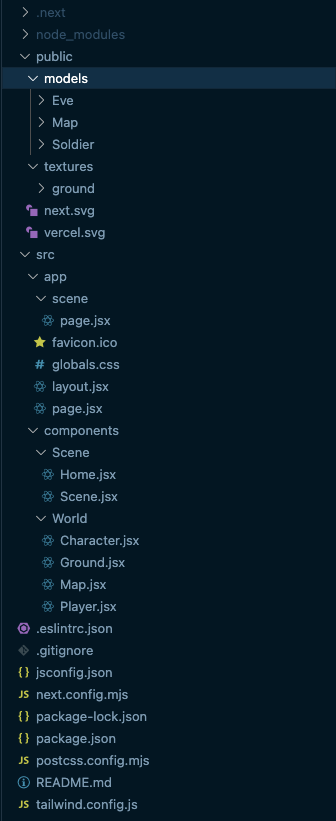 .next
node_modules
public
models
Eve
Map
Soldier
textures
ground
next.svg
vercel.svg
src
app
scene
page.jsx
favicon.ico
# globals.css
layout.jsx
page.jsx
components
Scene
Home.jsx
Scene.jsx
World
Character.jsx
Ground.jsx
Map.jsx
Player.jsx
.eslintrc.json
.gitignore
{} jsconfig.json
JS next.config.mjs
{} package-lock.json
{} package.json
JS postcss.config.mjs
README.md
JS tailwind.config.js